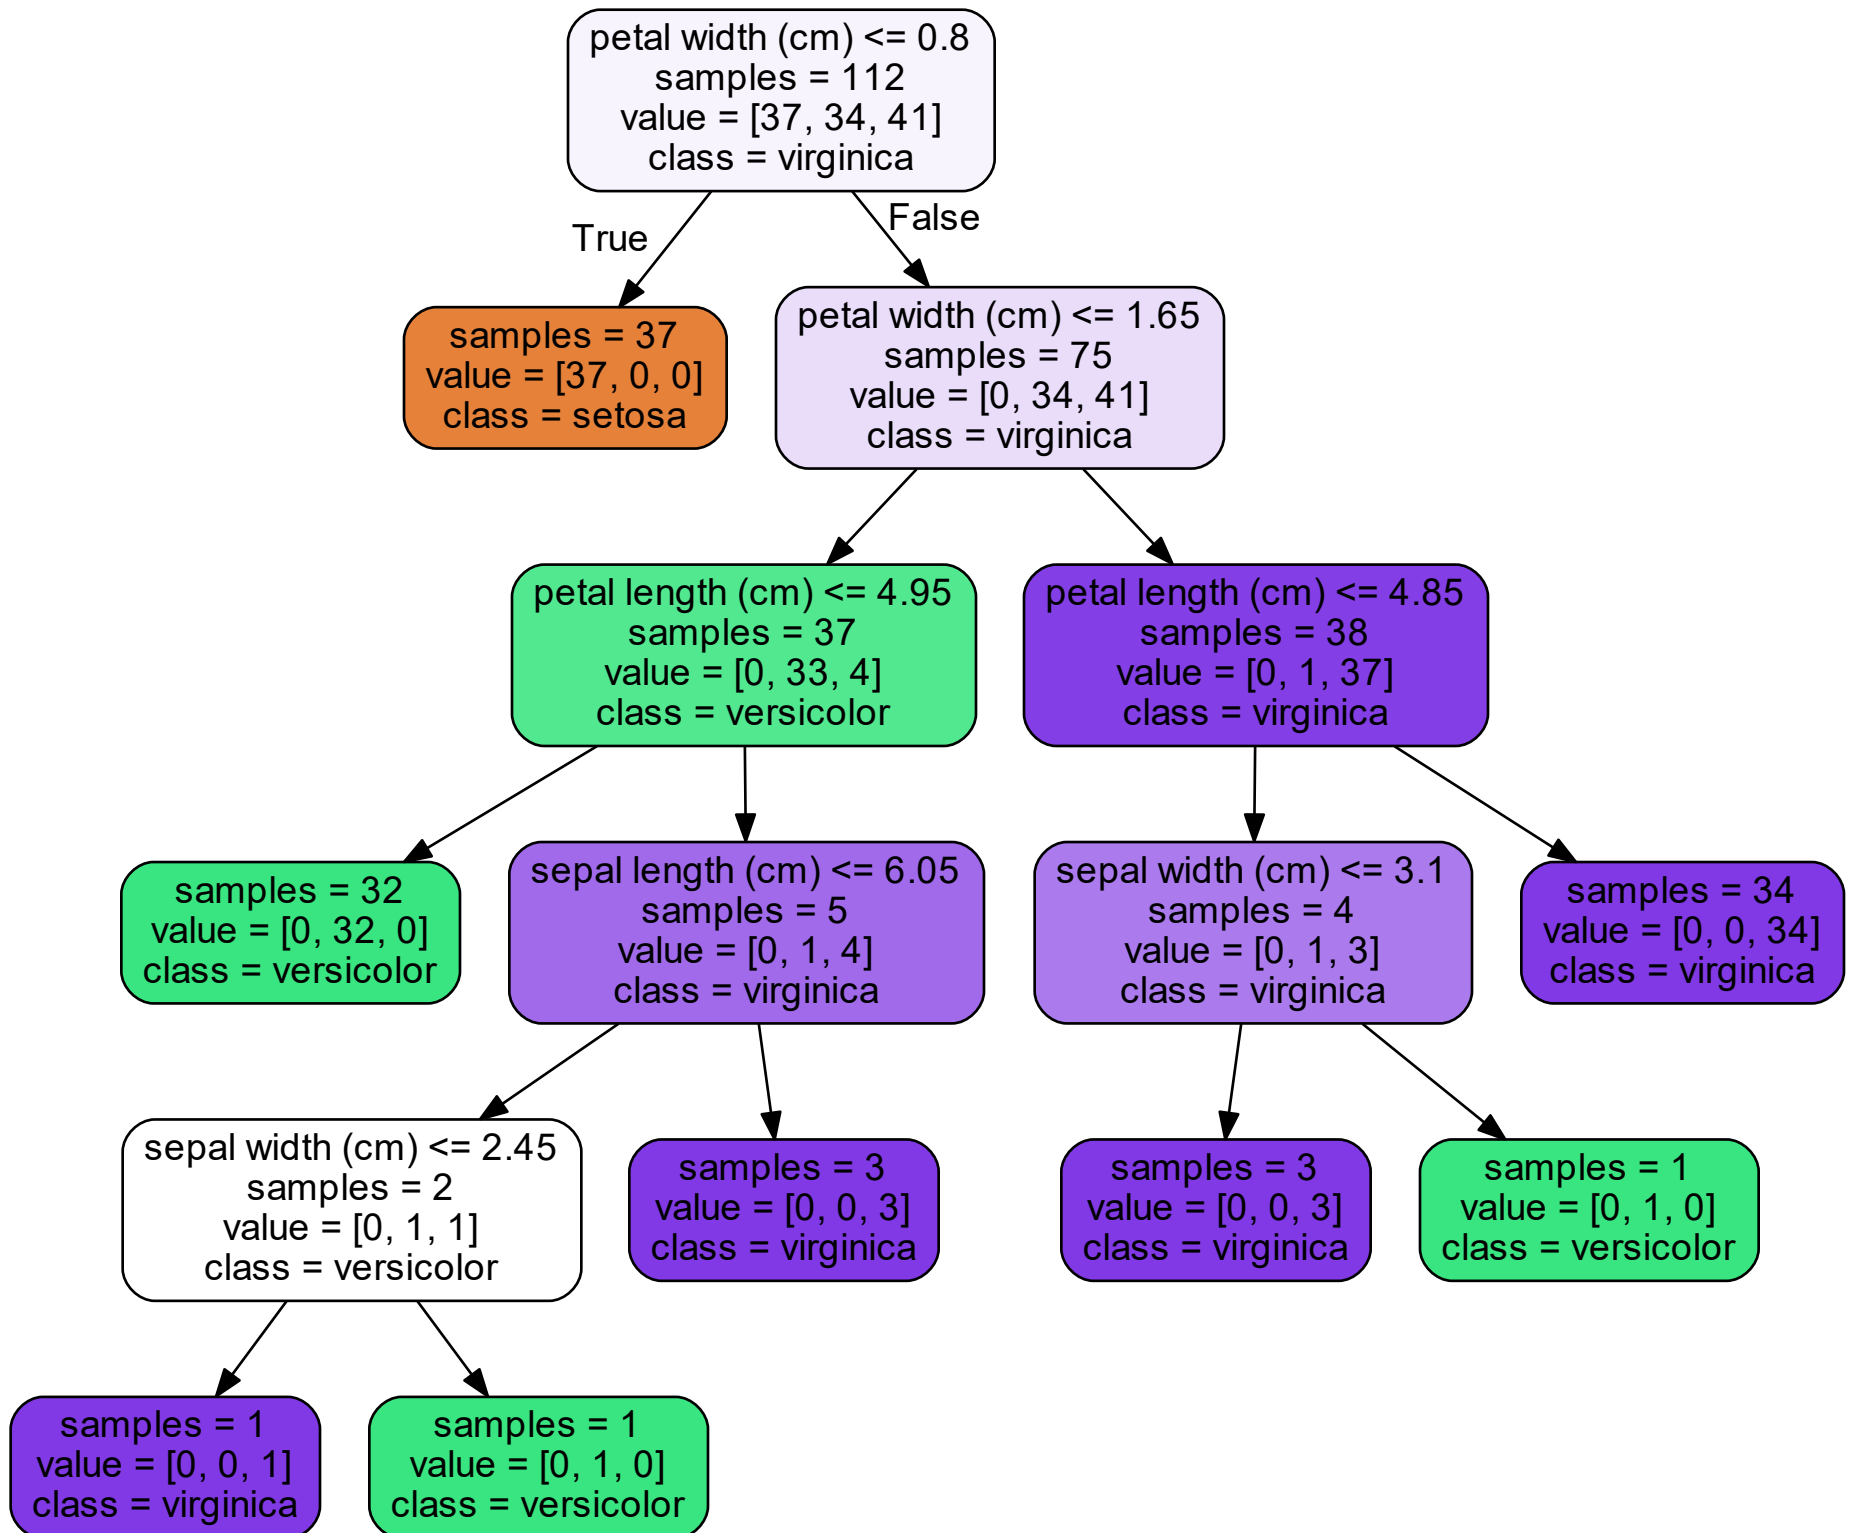 petal width (cm) <= 0.8
samples = 112
value = [37, 34, 41]
class = virginica
True
False
samples = 37
value = [37, 0, 0]
class = setosa
petal width (cm) <= 1.65
samples = 75
value = [0, 34, 41]
class = virginica
petal length (cm) <= 4.95
samples = 37
value = [0, 33, 4]
class = versicolor
petal length (cm) <= 4.85
samples = 38
value = [0, 1, 37]
class = virginica
samples = 32
value = [0, 32, 0]
class = versicolor
sepal length (cm) <= 6.05
samples = 5
value = [0, 1, 4]
class = virginica
sepal width (cm) <= 3.1
samples = 4
value = [0, 1, 3]
class = virginica
samples = 34
value = [0, 0, 34]
class = virginica
sepal width (cm) <= 2.45
samples = 2
value = [0, 1, 1]
class = versicolor
samples = 3
value = [0, 0, 3]
class = virginica
samples = 3
value = [0, 0, 3]
class = virginica
samples = 1
value = [0, 1, 0]
class = versicolor
samples = 1
value = [0, 0, 1]
class = virginica
samples = 1
value = [0, 1, 0]
class = versicolor